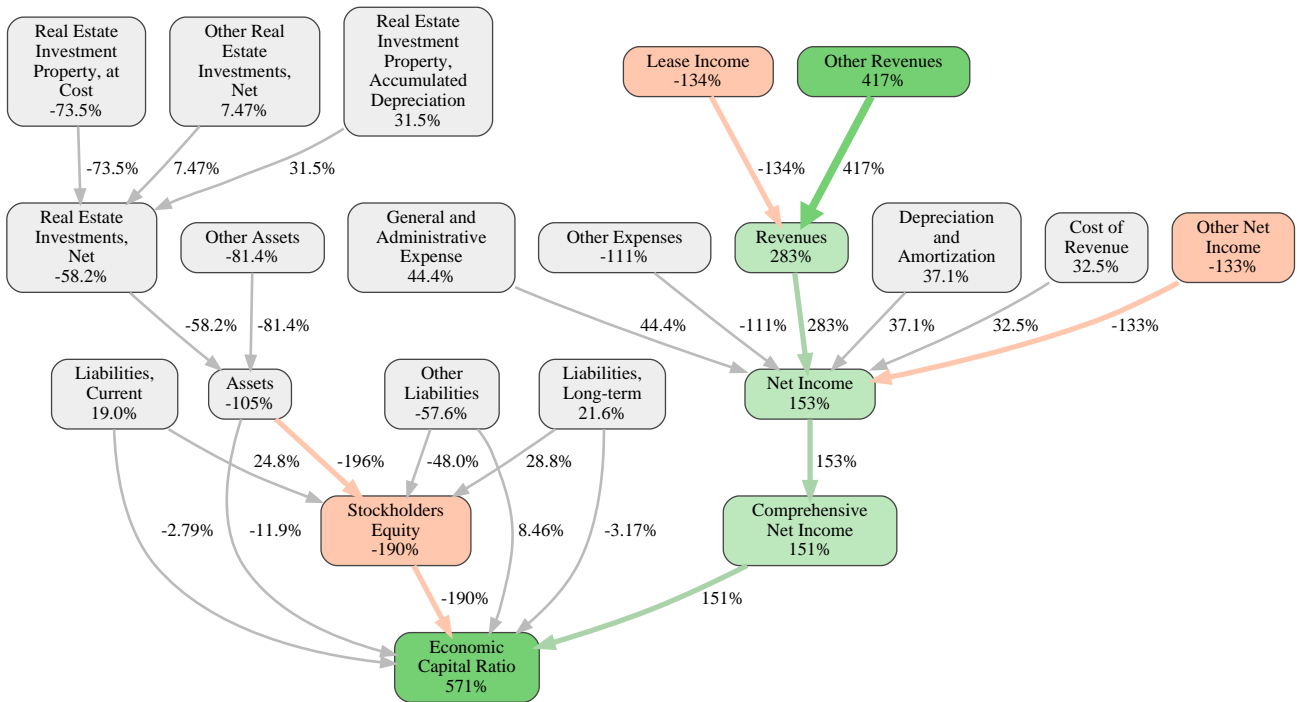 Real Estate
Investment
Property, at
Cost
-73.5%
Other Real
Estate
Investments,
Net
7.47%
Real Estate
Investment
Property,
Accumulated
Depreciation
31.5%
Lease Income
-134%
Other Revenues
417%
-73.5%
7.47%
31.5%
-134%
417%
Real Estate
Investments,
Net
-58.2%
Other Assets
-81.4%
General and
Administrative
Expense
44.4%
Other Expenses
-111%
Revenues
283%
Depreciation
and
Amortization
37.1%
Cost of
Revenue
32.5%
Other Net
Income
-133%
-58.2%
-81.4%
44.4%
-111%
283%
37.1%
32.5%
-133%
Liabilities,
Current
19.0%
Assets
-105%
Other
Liabilities
-57.6%
Liabilities,
Long-term
21.6%
Net Income
153%
24.8%
-196%
-48.0%
28.8%
153%
-2.79%
-11.9%
Stockholders
Equity
-190%
8.46%
-3.17%
Comprehensive
Net Income
151%
-190%
151%
Economic
Capital Ratio
571%